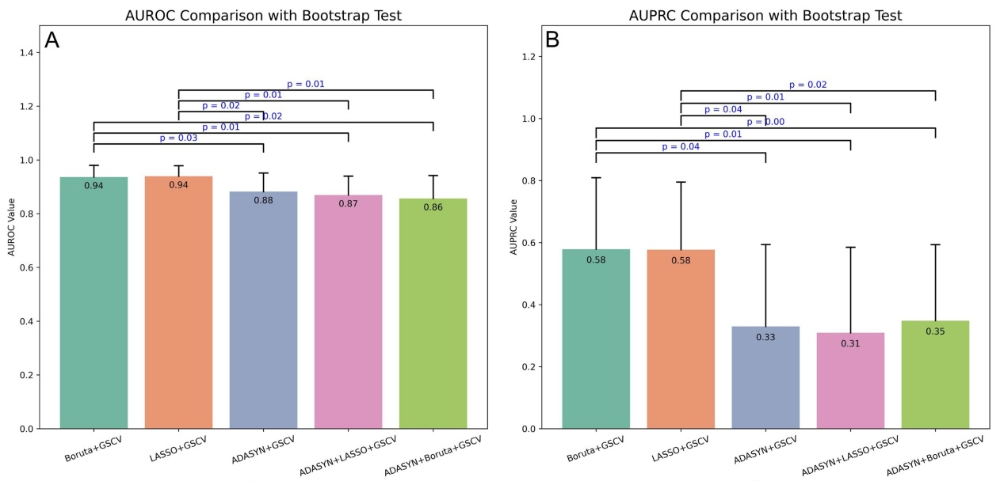 AUROC Comparison with Bootstrap Test
A
AUROC Value
1.4
1.2
1.0
0.8
0.6
0.4
0.2
0.0
p = 0.01
p = 0.01
p = 0.02
p = 0.02
p = 0.01
p = 0.03
0.94
0.94
0.88
0.87
0.86
Boruta+GSCV
LASSO+GSCV
ADASYN+GSCV
ADASYN+LASSO+GSCV
ADASYN+Boruta+GSCV
AUPRC Comparison with Bootstrap Test
B
AUPRC Value
1.2
1.0
0.8
0.6
0.4
0.2
0.0
p = 0.02
p = 0.01
p = 0.04
p = 0.00
p = 0.01
p = 0.04
0.58
0.58
0.33
0.31
0.35
Boruta+GSCV
LASSO+GSCV
ADASYN+GSCV
ADASYN+LASSO+GSCV
ADASYN+Boruta+GSCV